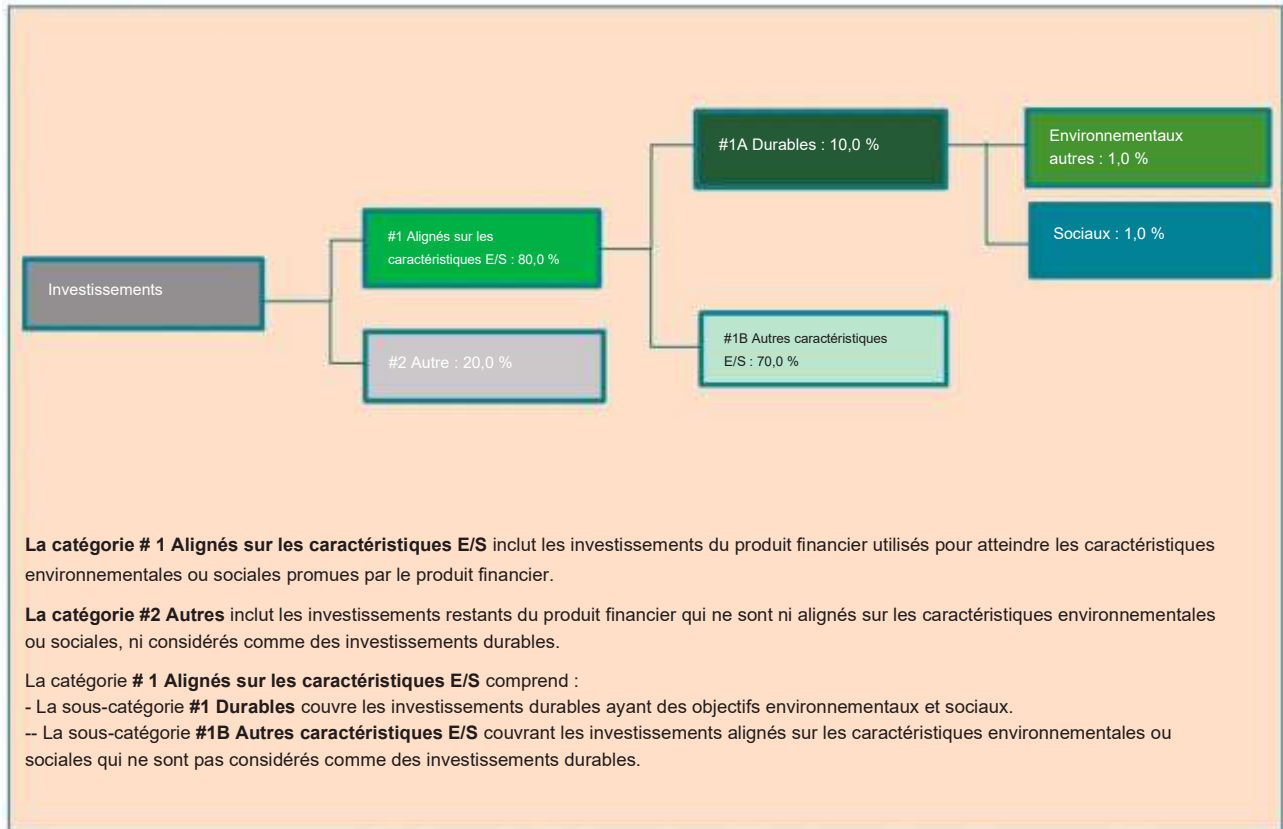 Investissements
#1 Alignés sur les
caractéristiques E/S : 80,0 %
#2 Autre : 20,0 %
#1A Durables : 10,0 %
#1B Autres caractéristiques
E/S : 70,0 %
Environnementaux
autres : 1,0 %
Sociaux : 1,0 %
La catégorie # 1 Alignés sur les caractéristiques E/S inclut les investissements du produit financier utilisés pour atteindre les caractéristiques
environnementales ou sociales promues par le produit financier.
La catégorie #2 Autres inclut les investissements restants du produit financier qui ne sont ni alignés sur les caractéristiques environnementales
ou sociales, ni considérés comme des investissements durables.
La catégorie # 1 Alignés sur les caractéristiques E/S comprend :
- La sous-catégorie #1 Durables couvre les investissements durables ayant des objectifs environnementaux et sociaux.
-- La sous-catégorie #1B Autres caractéristiques E/S couvrant les investissements alignés sur les caractéristiques environnementales ou
sociales qui ne sont pas considérés comme des investissements durables.